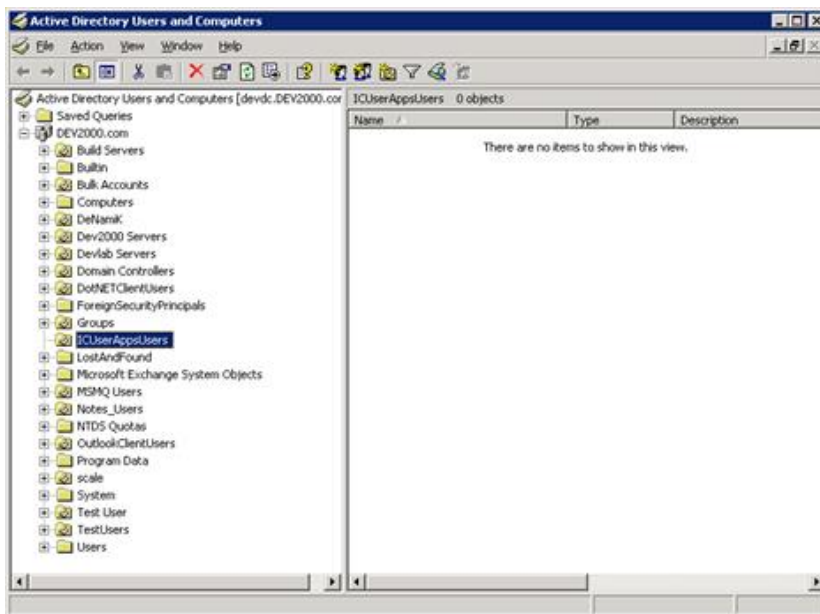 Active Directory Users and Computers
File Action View Window Help
Active Directory Users and Computers [devdc.DEV2000.cor
ICUserAppsUsers 0 objects
Name Type Description
There are no items to show in this view.
Saved Queries
DEV2000.com
Build Servers
Builtin
Bulk Accounts
Computers
DeNamiK
Dev2000 Servers
Devlab Servers
Domain Controllers
DotNETClientUsers
ForeignSecurityPrincipals
Groups
ICUserAppsUsers
LostAndFound
Microsoft Exchange System Objects
MSMQ Users
Notes_Users
NTDS Quotas
OutlookClientUsers
Program Data
scale
System
Test User
TestUsers
Users